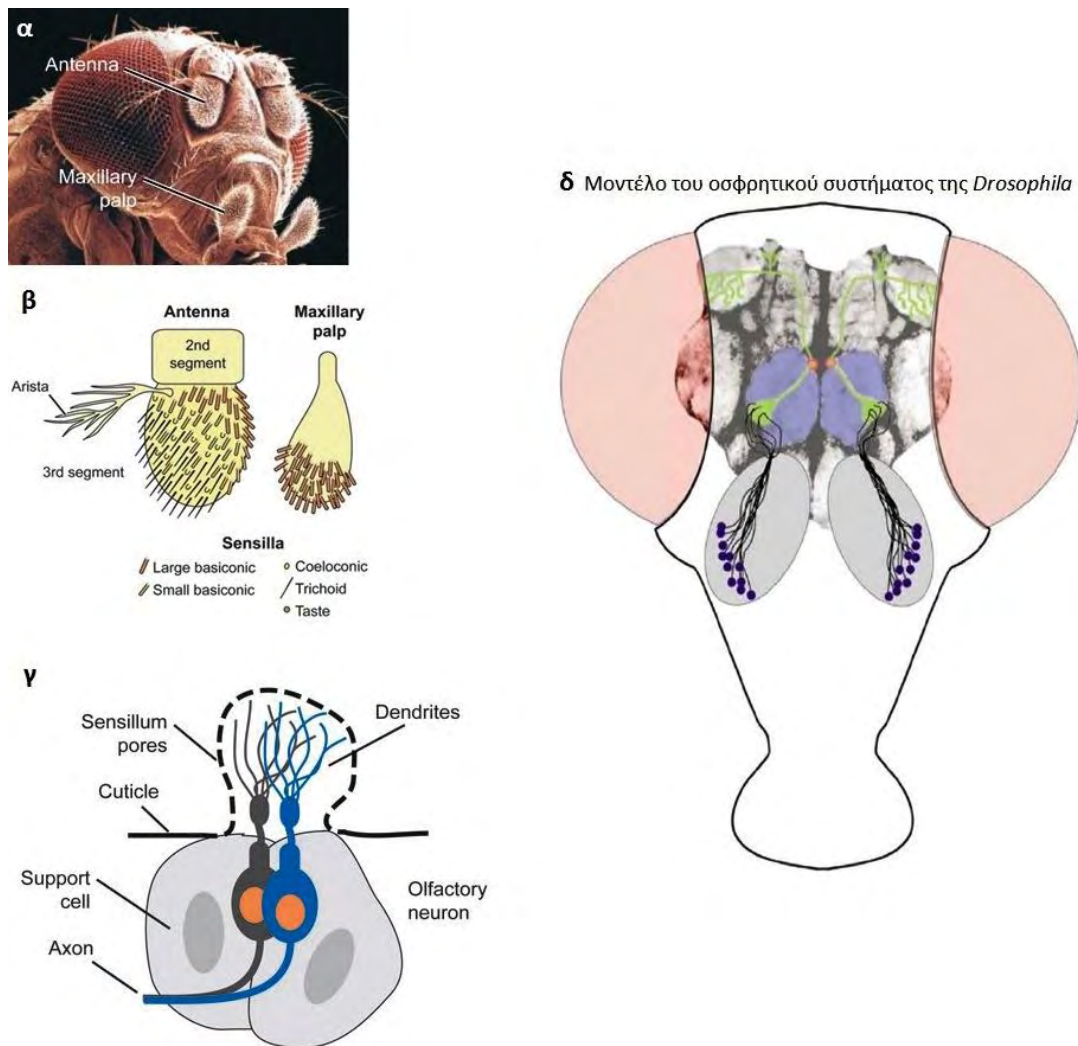 α
Antenna
Maxillary
palp
β
Antenna
Maxillary
palp
2nd
segment
Arista
3rd segment
Sensilla
Large basiconic
Small basiconic
Coeloconic
Trichoid
Taste
γ
Sensillum
pores
Dendrites
Cuticle
Support
cell
Olfactory
neuron
Axon
δ Μοντέλο του οσφρητικού συστήματος της Drosophila